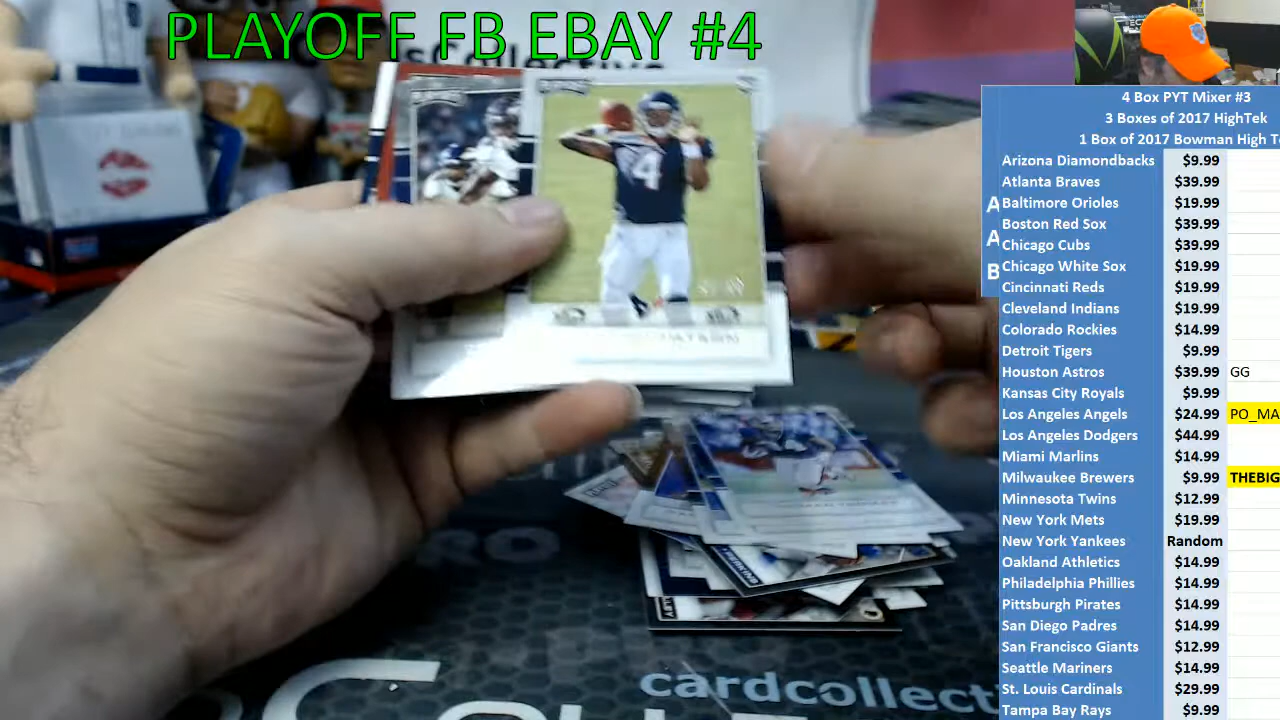 PLAYOFF FB EBAY #4
4 Box PYT Mixer #3
3 Boxes of 2017 HighTek
1 Box of 2017 Bowman High T
Arizona Diamondbacks $9.99
Atlanta Braves $39.99
Baltimore Orioles $19.99
Boston Red Sox $39.99
Chicago Cubs $39.99
Chicago White Sox $19.99
Cincinnati Reds $19.99
Cleveland Indians $19.99
Colorado Rockies $14.99
Detroit Tigers $9.99
Houston Astros $39.99 GG
Kansas City Royals $9.99
Los Angeles Angels $24.99 PO_MA
Los Angeles Dodgers $44.99
Miami Marlins $14.99
Milwaukee Brewers $9.99 THEBIG
Minnesota Twins $12.99
New York Mets $19.99
New York Yankees Random
Oakland Athletics $14.99
Philadelphia Phillies $14.99
Pittsburgh Pirates $14.99
San Diego Padres $14.99
San Francisco Giants $12.99
Seattle Mariners $14.99
St. Louis Cardinals $29.99
Tampa Bay Rays $9.99
A
A
B
4
cardcollect